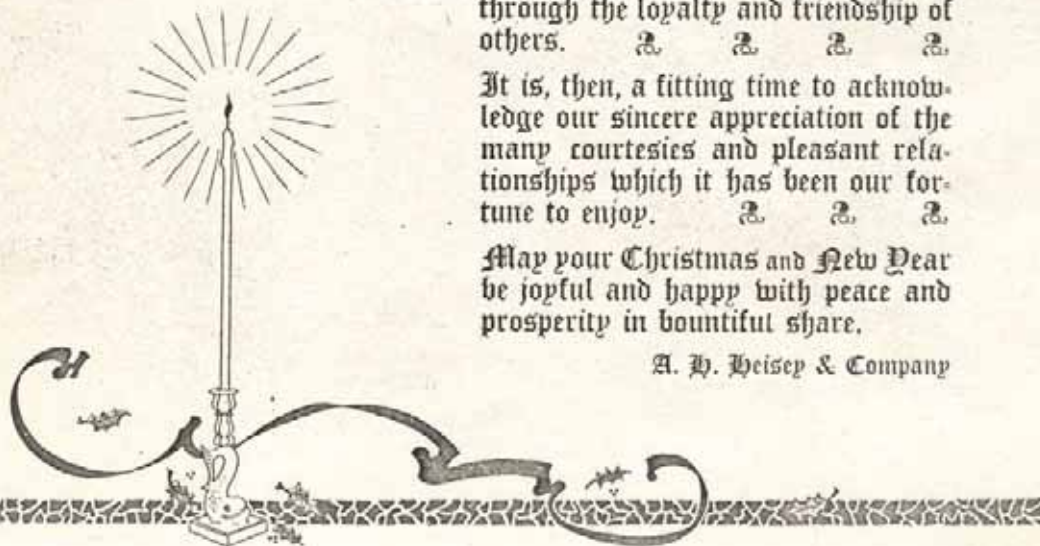 through the loyalty and friendship of
others.
It is, then, a fitting time to acknow-
ledge our sincere appreciation of the
many courtesies and pleasant rela-
tionships which it has been our for-
tune to enjoy.
May your Christmas and New Year
be joyful and happy with peace and
prosperity in bountiful share.
A. H. Heisey & Company